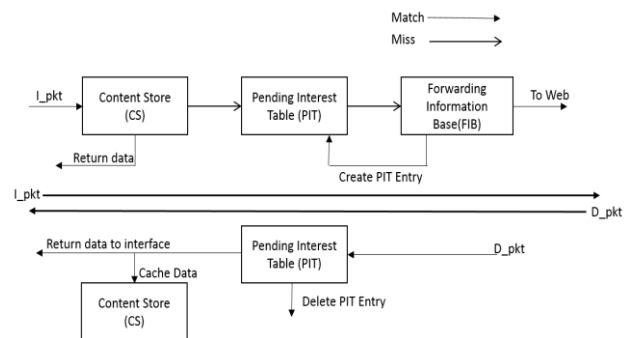 Match
Miss
I_pkt
Content Store
(CS)
Pending Interest
Table (PIT)
Forwarding
Information
Base(FIB)
To Web
Return data
Create PIT Entry
I_pkt
D_pkt
Return data to interface
Pending Interest
Table (PIT)
D_pkt
Cache Data
Content Store
(CS)
Delete PIT Entry